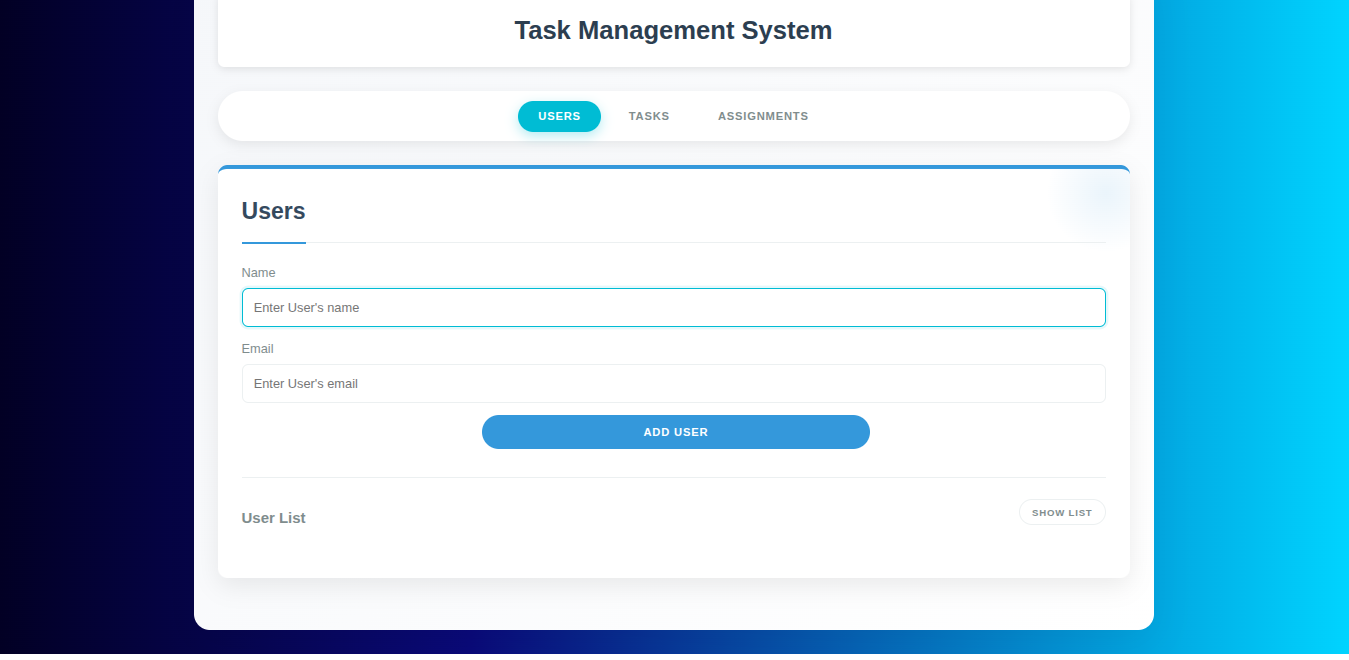 Task Management System
USERS TASKS ASSIGNMENTS
Users
Name
Enter User's name
Email
Enter User's email
ADD USER
User List
SHOW LIST